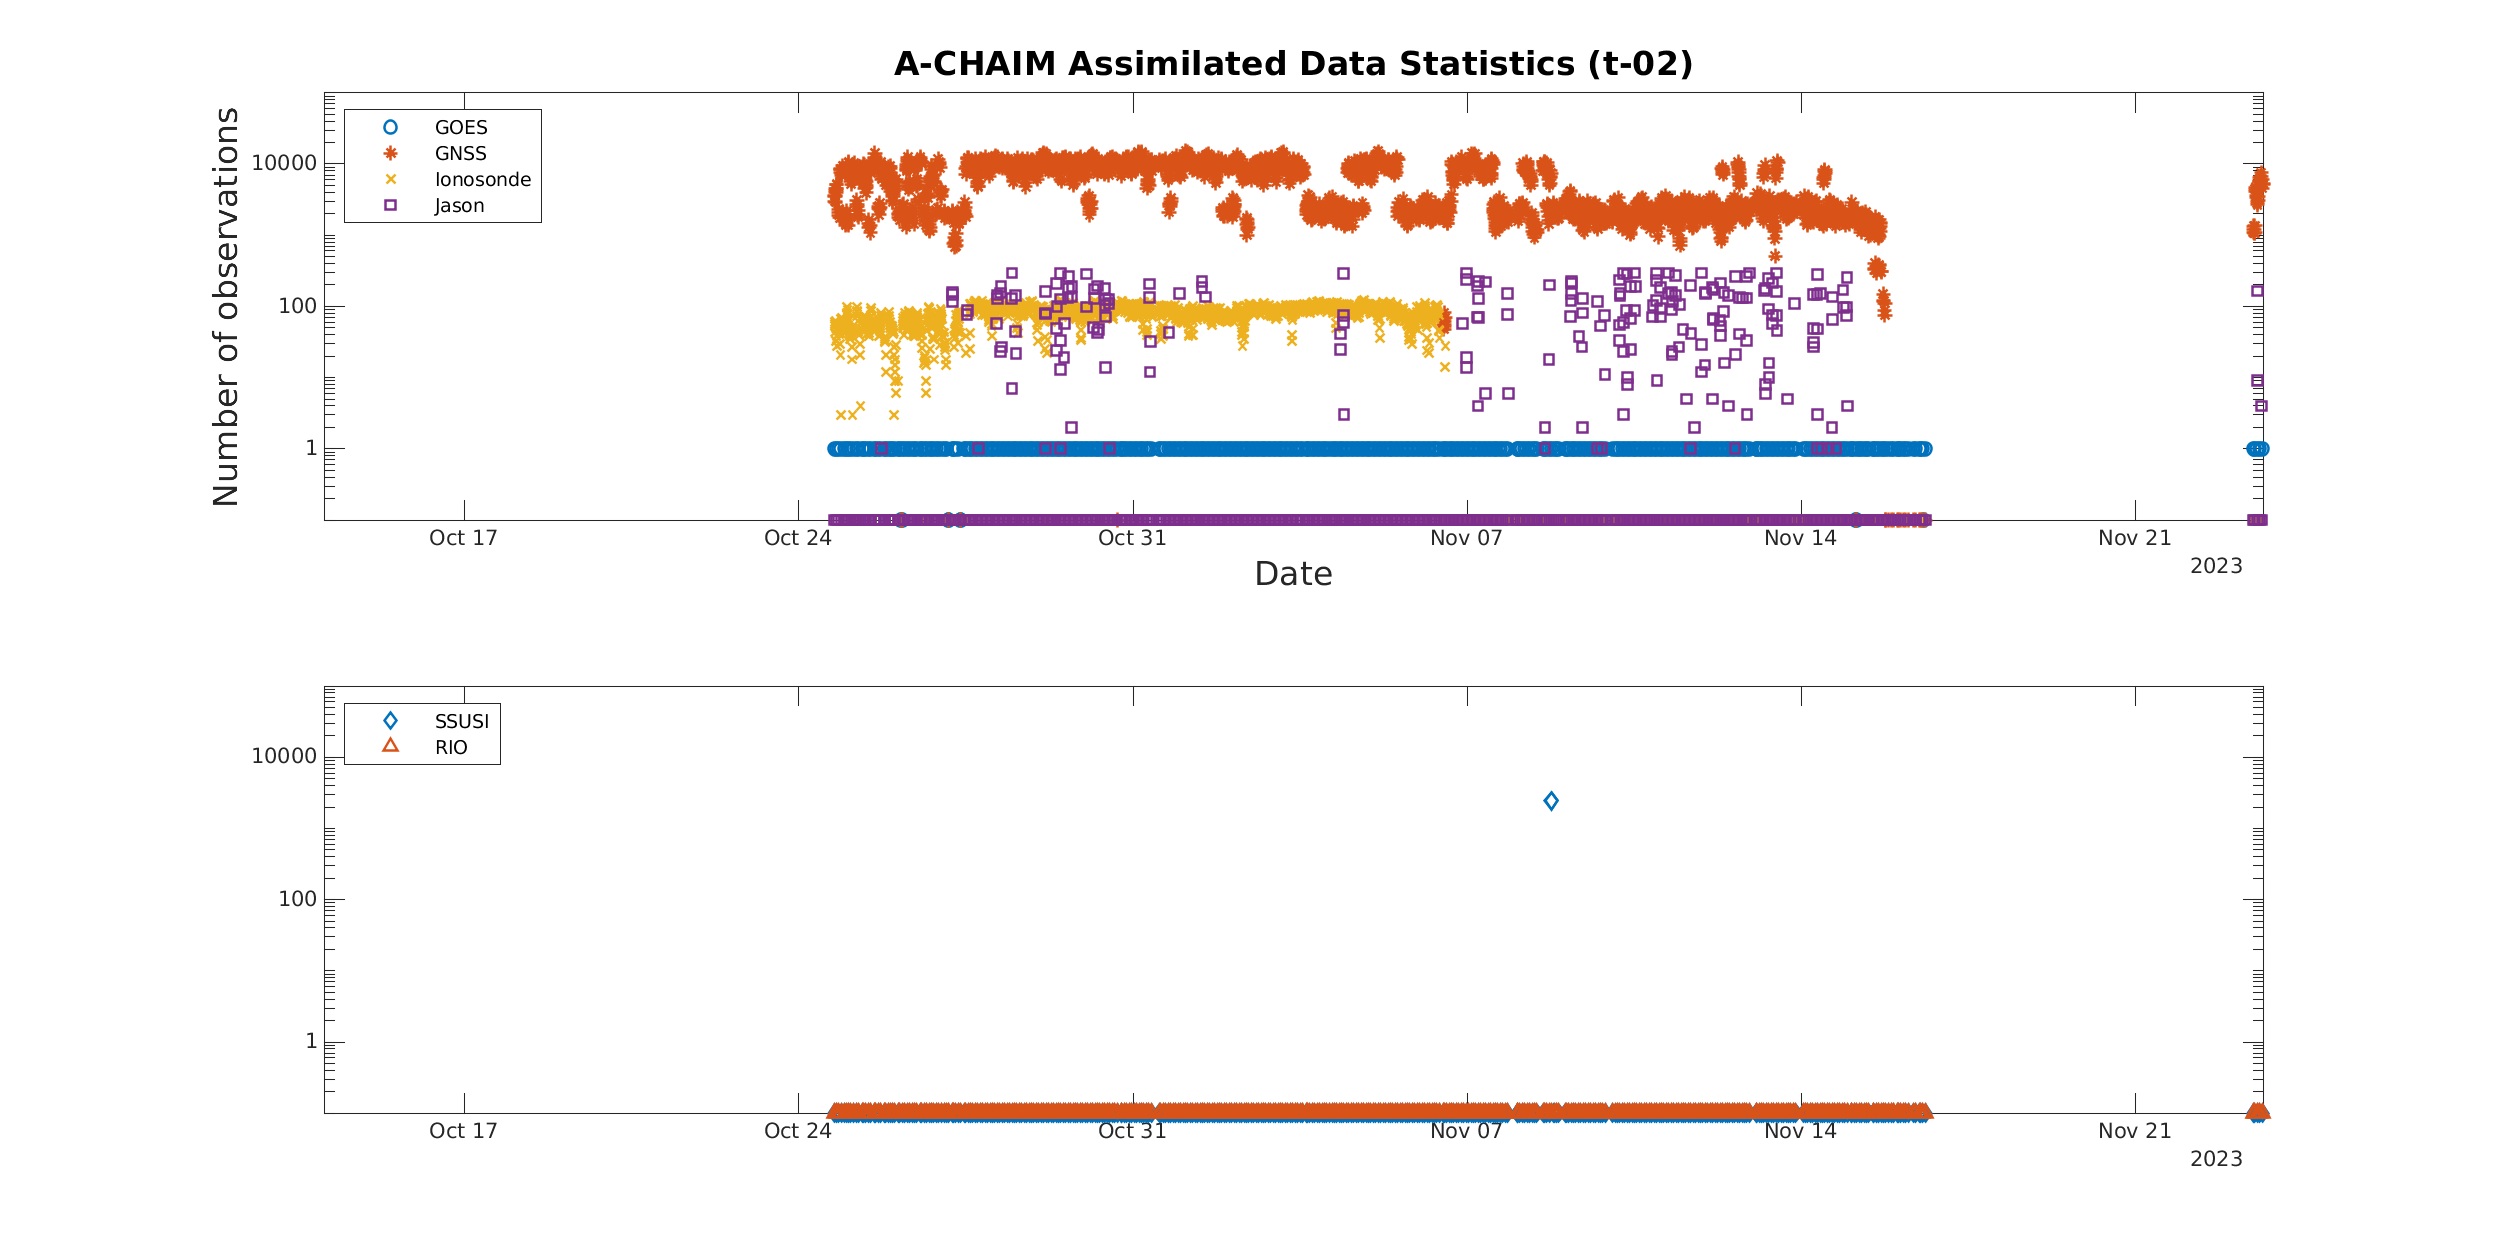 A-CHAIM Assimilated Data Statistics (t-02)
GOES
GNSS
Ionosonde
Jason
Number of observations
10000
100
1
Oct 17 Oct 24 Oct 31 Nov 07 Nov 14 Nov 21
2023
Date
SSUSI
RIO
10000
100
1
Oct 17 Oct 24 Oct 31 Nov 07 Nov 14 Nov 21
2023